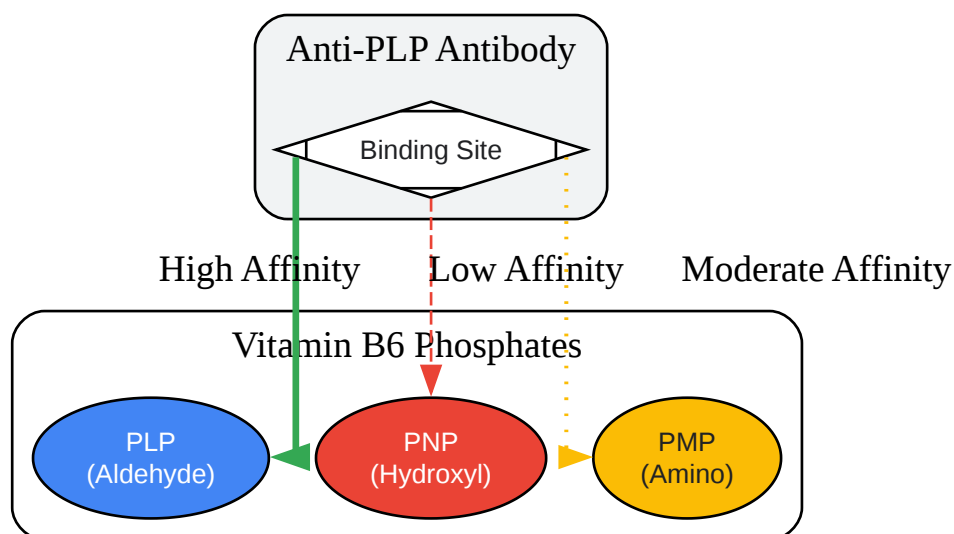 Anti-PLP Antibody
Binding Site
High Affinity
Low Affinity
Moderate Affinity
Vitamin B6 Phosphates
PLP
(Aldehyde)
PNP
(Hydroxyl)
PMP
(Amino)